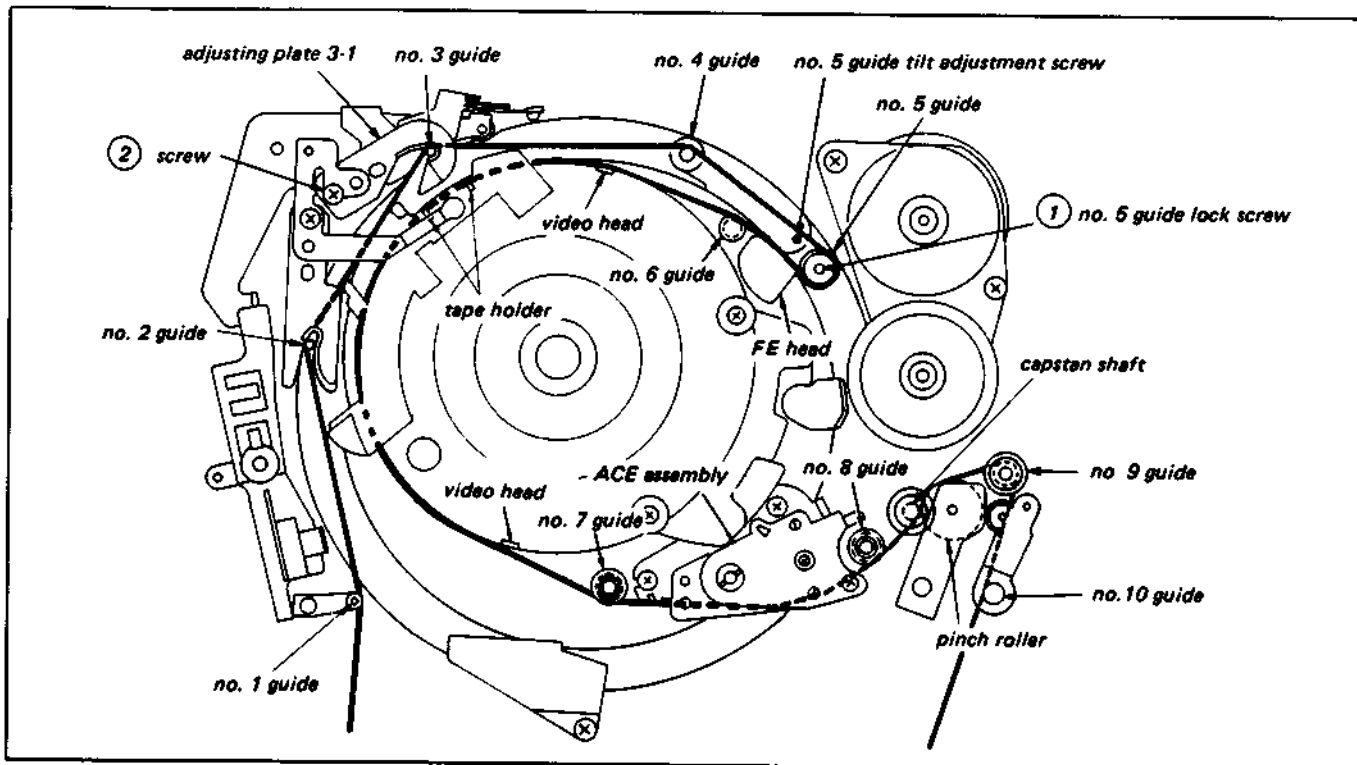 adjusting plate 3-1
no. 3 guide
no. 4 guide
no. 5 guide tilt adjustment screw
no. 5 guide
② screw
video head
① no. 5 guide lock screw
no. 6 guide
tape holder
no. 2 guide
FE head
capstan shaft
ACE assembly
no. 8 guide
no 9 guide
video head
no. 7 guide
no. 10 guide
pinch roller
no. 1 guide